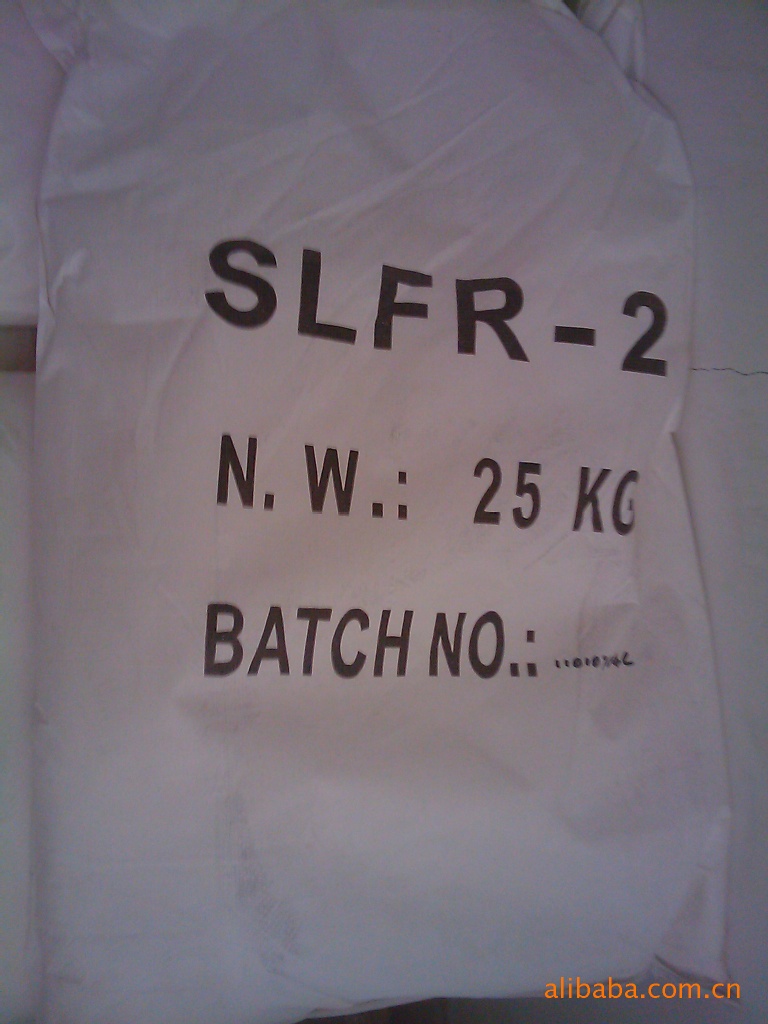 SLFR-2
N.W.: 25 KG
BATCH NO.:
alibaba.com.cn